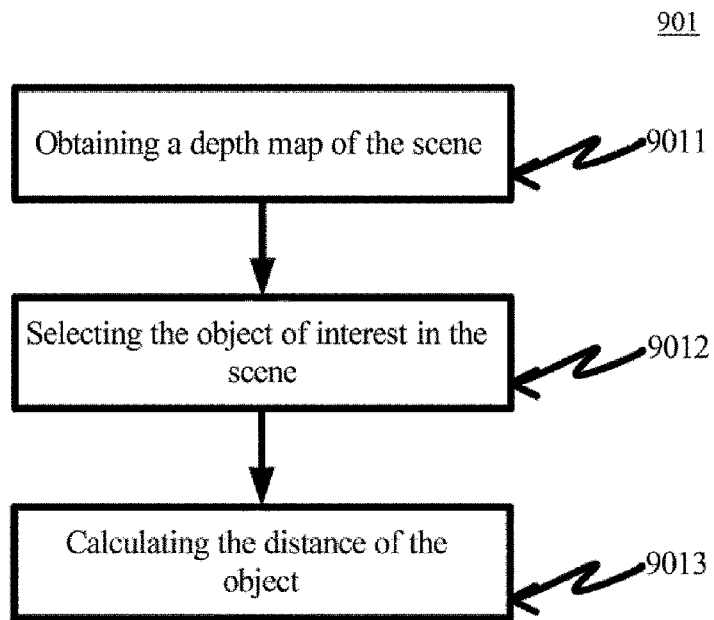 901
Obtaining a depth map of the scene
9011
Selecting the object of interest in the
scene
9012
Calculating the distance of the
object
9013